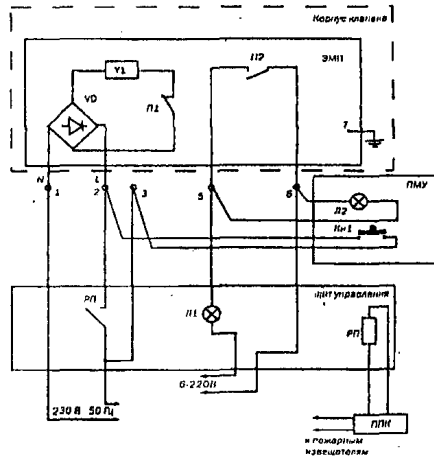 Корпус клапана
ЭМП
У1
П1
VD
П2
7
N
1
L
2
3
5
6
ПМУ
Л2
Кн1
Щит управления
РП
Л1
РП
6-220В
230 В 50 Гц
ППК
к пожарным
извещателям